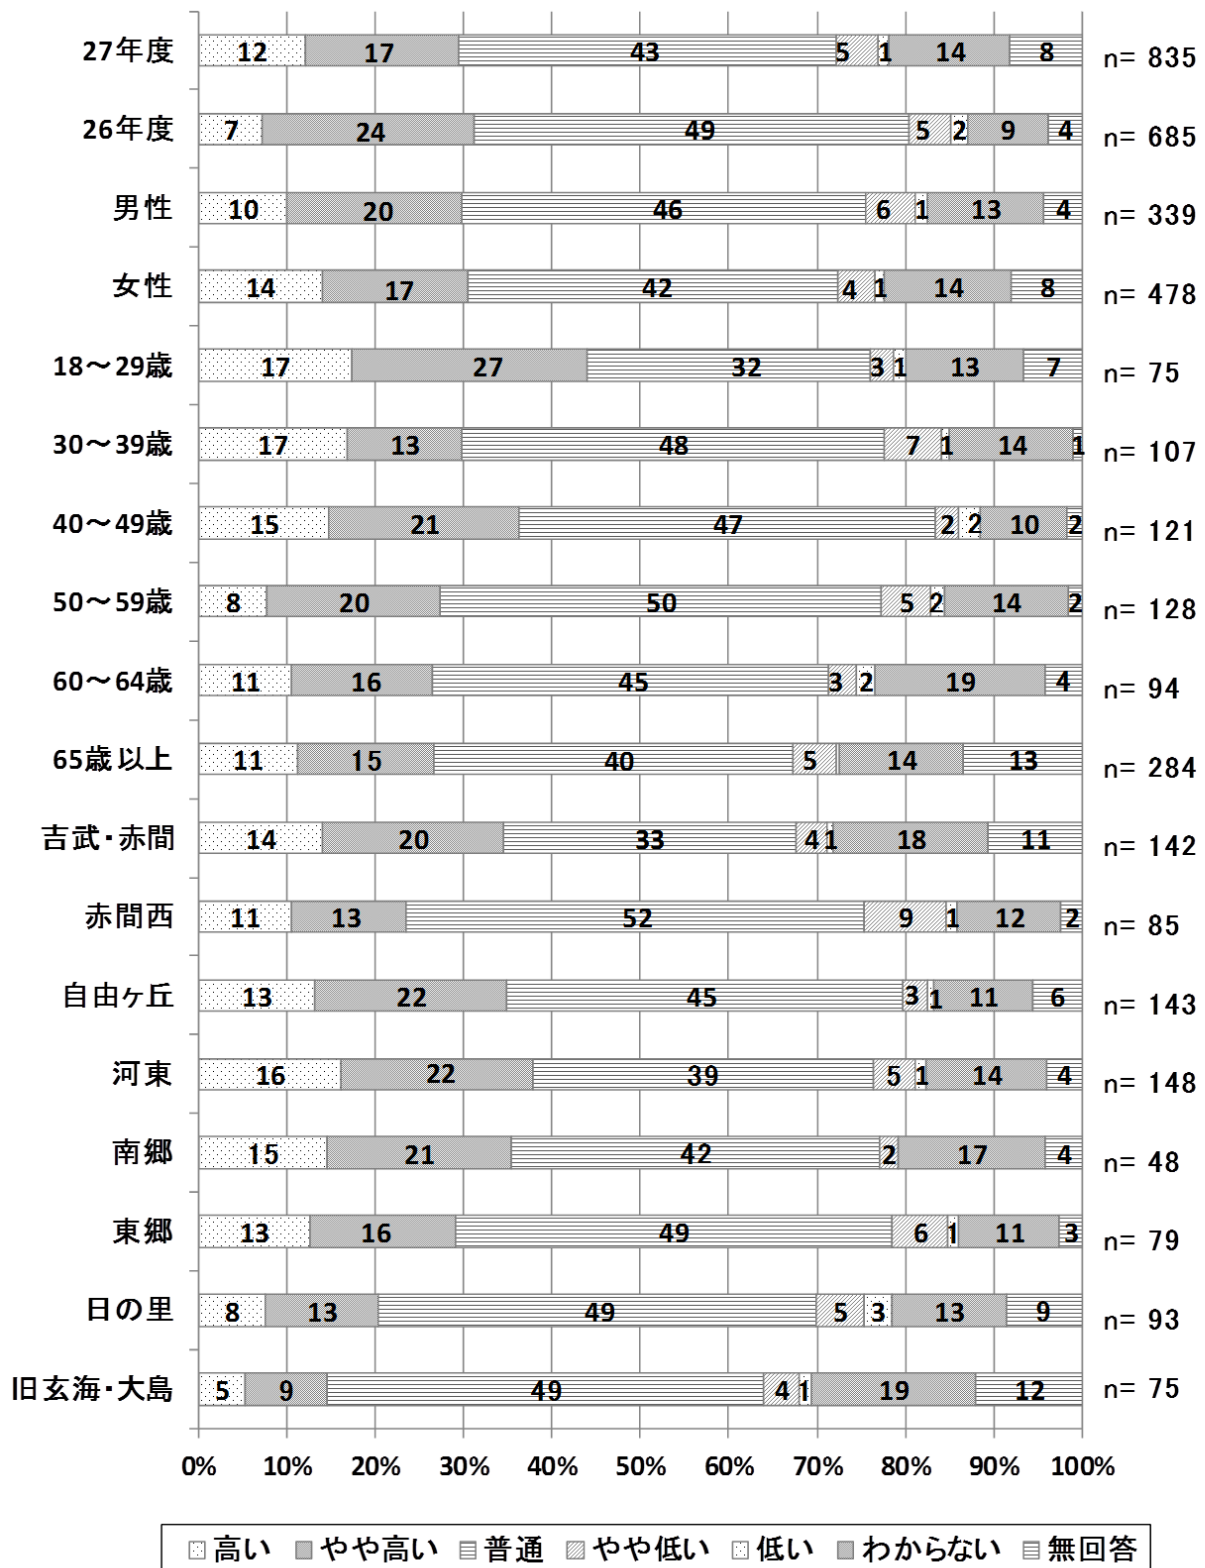 27年度 12 17 43 5 1 14 8 n= 835
26年度 7 24 49 5 2 9 4 n= 685
男性 10 20 46 6 1 13 4 n= 339
女性 14 17 42 4 1 14 8 n= 478
18～29歳 17 27 32 3 1 13 7 n= 75
30～39歳 17 13 48 7 1 14 1 n= 107
40～49歳 15 21 47 2 2 10 2 n= 121
50～59歳 8 20 50 5 2 14 2 n= 128
60～64歳 11 16 45 3 2 19 4 n= 94
65歳以上 11 15 40 5 14 13 n= 284
吉武・赤間 14 20 33 4 1 18 11 n= 142
赤間西 11 13 52 9 1 12 2 n= 85
自由ヶ丘 13 22 45 3 1 11 6 n= 143
河東 16 22 39 5 1 14 4 n= 148
南郷 15 21 42 2 17 4 n= 48
東郷 13 16 49 6 1 11 3 n= 79
日の里 8 13 49 5 3 13 9 n= 93
旧玄海・大島 5 9 49 4 1 19 12 n= 75
0% 10% 20% 30% 40% 50% 60% 70% 80% 90% 100%
高い やや高い 普通 やや低い 低い わからない 無回答